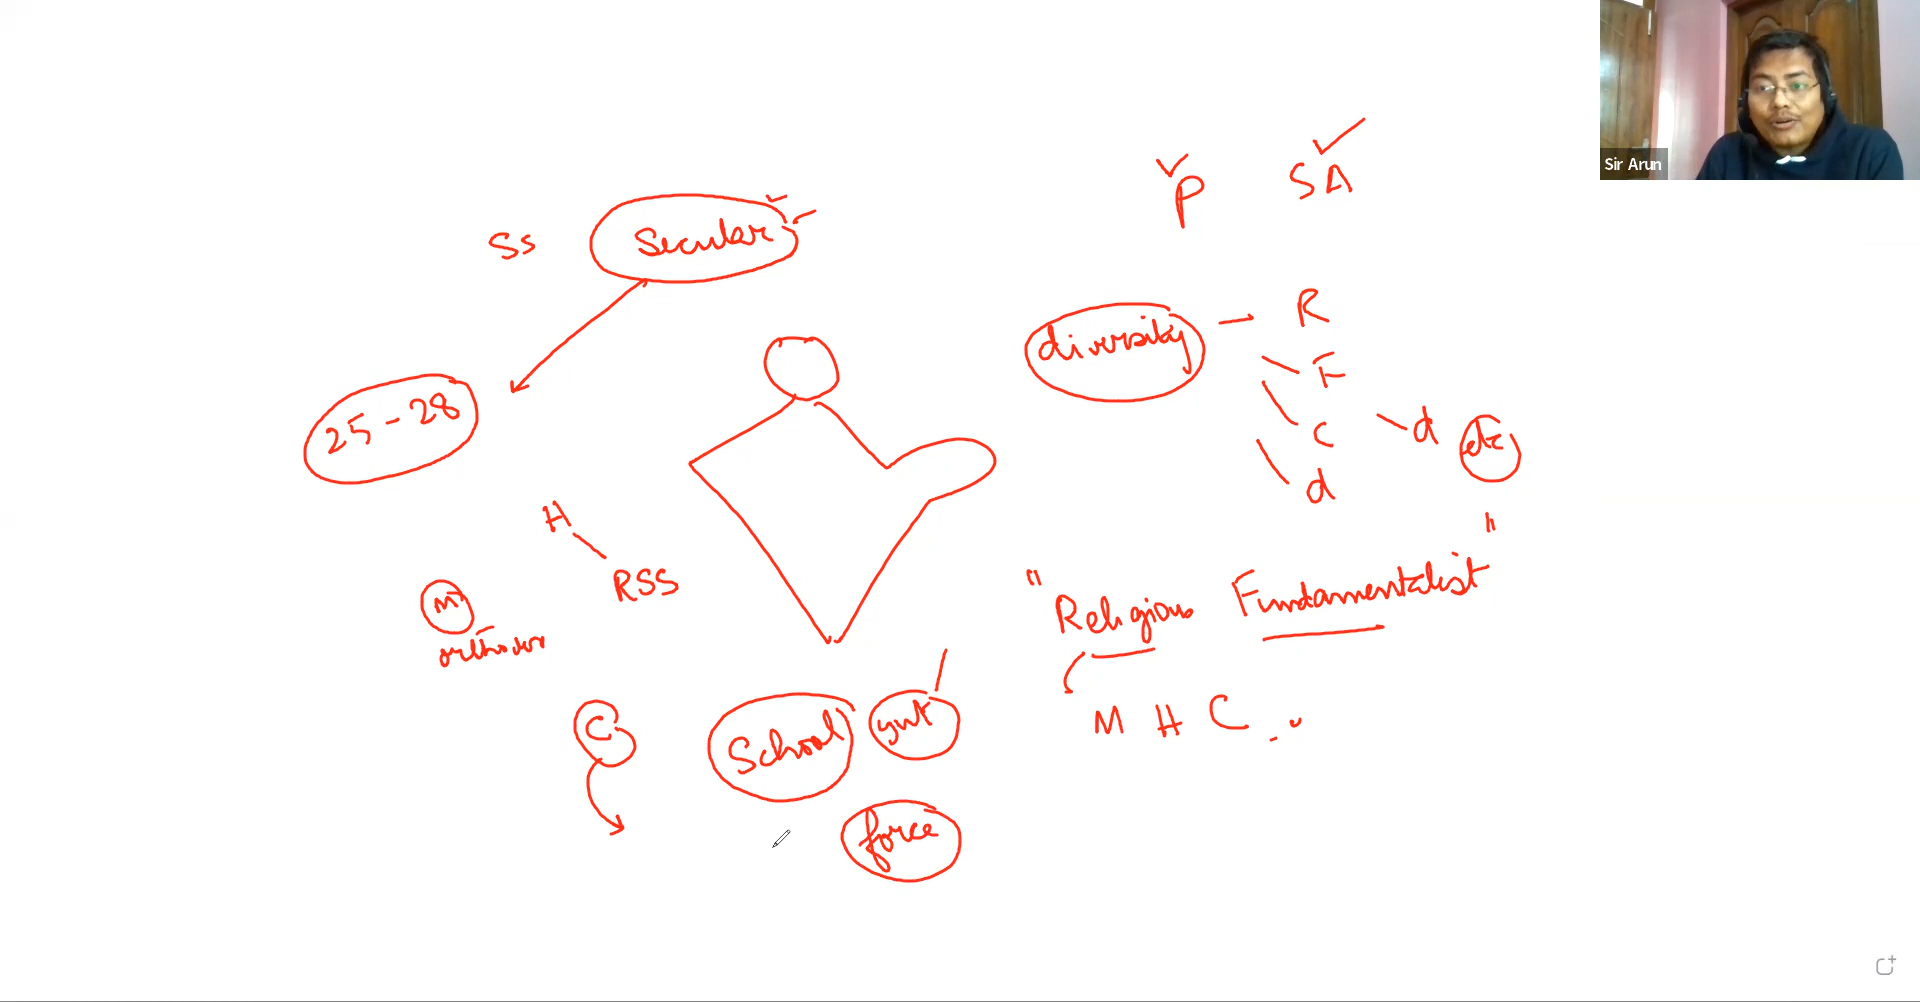 Sir Arun
P SA
Ss Secular
diversity - R
F
25-28
C d etc
d
H
RSS
"Religious Fundamentalist"
M
orthodox
C School govt
M H C
force